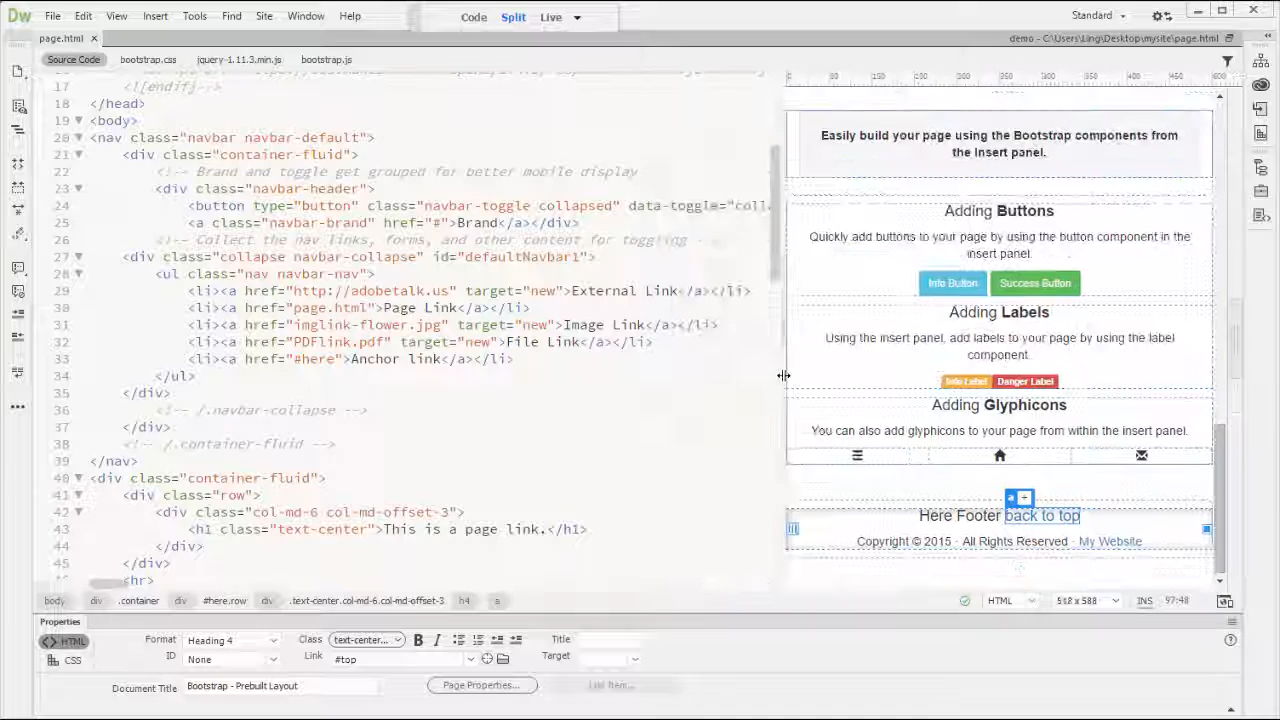 Dw File Edit View Insert Tools Find Site Window Help Code Split Live Standard
page.html × demo - C:\Users\Ling\Desktop\mysite\page.html
Source Code bootstrap.css jquery-1.11.3.min.js bootstrap.js
17 <![endif]-->
18 </head>
19 <body>
20 <nav class="navbar navbar-default">
21 <div class="container-fluid">
22 <!-- Brand and toggle get grouped for better mobile display
23 <div class="navbar-header">
24 <button type="button" class="navbar-toggle collapsed" data-toggle="coll
25 <a class="navbar-brand" href="#">Brand</a></div>
26 <!-- Collect the nav links, forms, and other content for toggling -
27 <div class="collapse navbar-collapse" id="defaultNavbar1">
28 <ul class="nav navbar-nav">
29 <li><a href="http://adobetalk.us" target="new">External Link</a></li>
30 <li><a href="page.html">Page Link</a></li>
31 <li><a href="imglink-flower.jpg" target="new">Image Link</a></li>
32 <li><a href="PDFlink.pdf" target="new">File Link</a></li>
33 <li><a href="#here">Anchor link</a></li>
34 </ul>
35 </div>
36 <!-- /.navbar-collapse -->
37 </div>
38 <!-- /.container-fluid -->
39 </nav>
40 <div class="container-fluid">
41 <div class="row">
42 <div class="col-md-6 col-md-offset-3">
43 <h1 class="text-center">This is a page link.</h1>
44 </div>
45 </div>
<hr>
0 50 100 150 200 250 300 350 400 450 500
Easily build your page using the Bootstrap components from
the Insert panel.
Adding Buttons
Quickly add buttons to your page by using the button component in the
insert panel.
Info Button Success Button
Adding Labels
Using the insert panel, add labels to your page by using the label
component.
Info Label Danger Label
Adding Glyphicons
You can also add glyphicons to your page from within the insert panel.
a +
Here Footer back to top
Copyright © 2015 · All Rights Reserved · My Website
body div .container div #here.row div .text-center.col-md-6.col-md-offset-3 h4 a HTML 518 x 588 INS 97:48
Properties
<> HTML Format Heading 4 Class text-center... B I Title
CSS ID None Link #top Target
Document Title Bootstrap - Prebuilt Layout Page Properties... List Item...